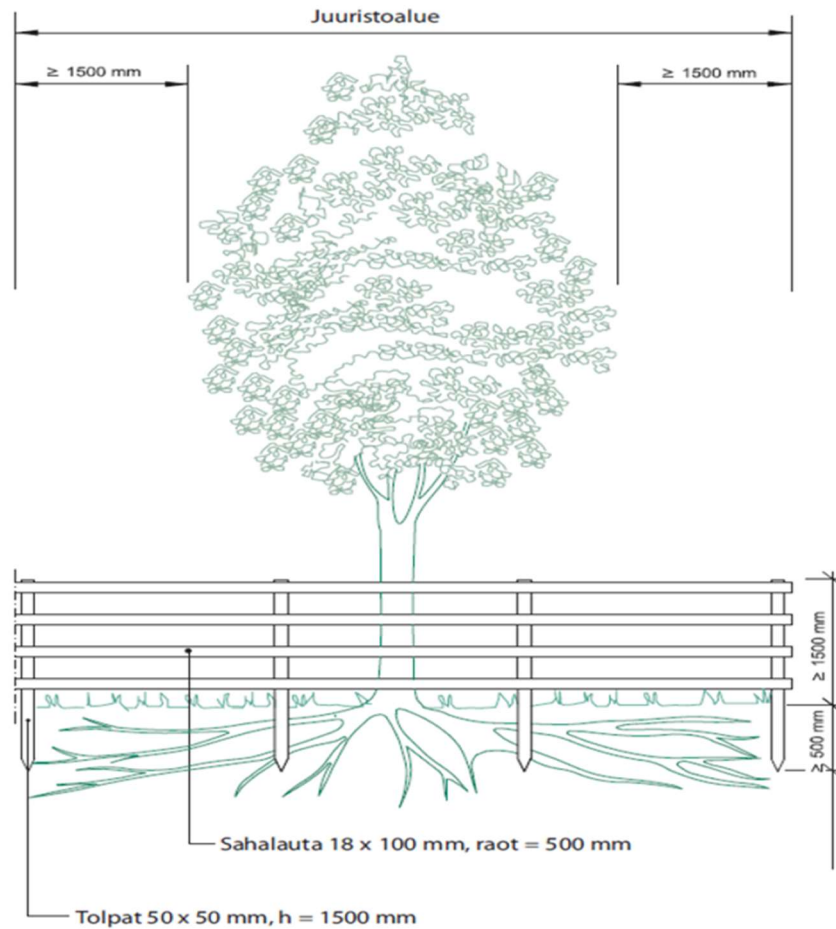 Juuristoalue
≥ 1500 mm
≥ 1500 mm
≥ 1500 mm
≥ 500 mm
Sahalauta 18 x 100 mm, raot = 500 mm
Tolpat 50 x 50 mm, h = 1500 mm